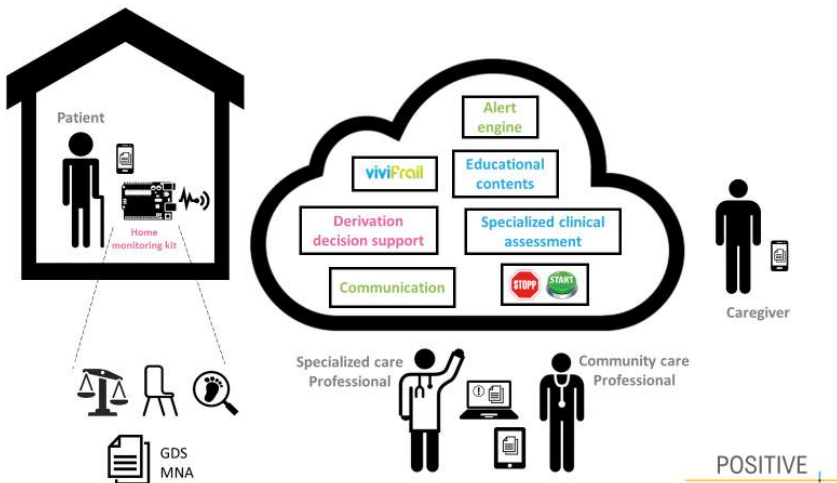 Patient
Home
monitoring kit
GDS
MNA
Alert
engine
viviFrail
Educational
contents
Derivation
decision support
Specialized clinical
assessment
Communication
STOPP
START
Specialized care
Professional
Community care
Professional
Caregiver
POSITIVE